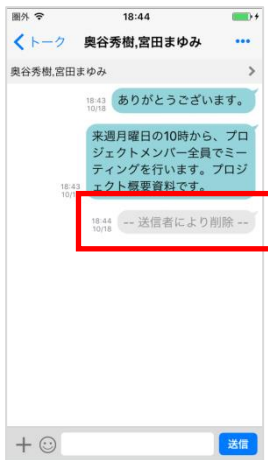 圏外 18:44
トーク 奥谷秀樹,宮田まゆみ
奥谷秀樹,宮田まゆみ
18:43
10/18
ありがとうございます。
来週月曜日の10時から、プロ
ジェクトメンバー全員でミー
ティングを行います。プロジ
ェクト概要資料です。
18:43
10/18
18:44
10/18
-- 送信者により削除 --
送信